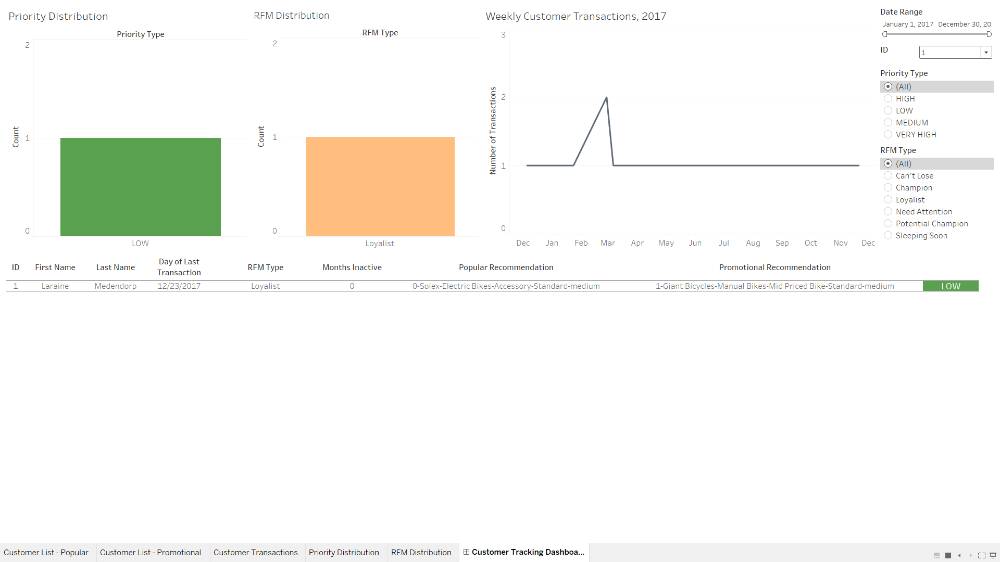 Priority Distribution
Priority Type
2
1
0
Count
LOW
RFM Distribution
RFM Type
2
1
0
Count
Loyalist
Weekly Customer Transactions, 2017
3
2
1
0
Number of Transactions
Dec Jan Feb Mar Apr May Jun Jul Aug Sep Oct Nov Dec
Date Range
January 1, 2017 December 30, 20
ID 1
Priority Type
(All)
HIGH
LOW
MEDIUM
VERY HIGH
RFM Type
(All)
Can't Lose
Champion
Loyalist
Need Attention
Potential Champion
Sleeping Soon
ID First Name Last Name Day of Last Transaction RFM Type Months Inactive Popular Recommendation Promotional Recommendation
1 Laraine Medendorp 12/23/2017 Loyalist 0 0-Solex-Electric Bikes-Accessory-Standard-medium 1-Giant Bicycles-Manual Bikes-Mid Priced Bike-Standard-medium LOW
Customer List - Popular Customer List - Promotional Customer Transactions Priority Distribution RFM Distribution Customer Tracking Dashboa...